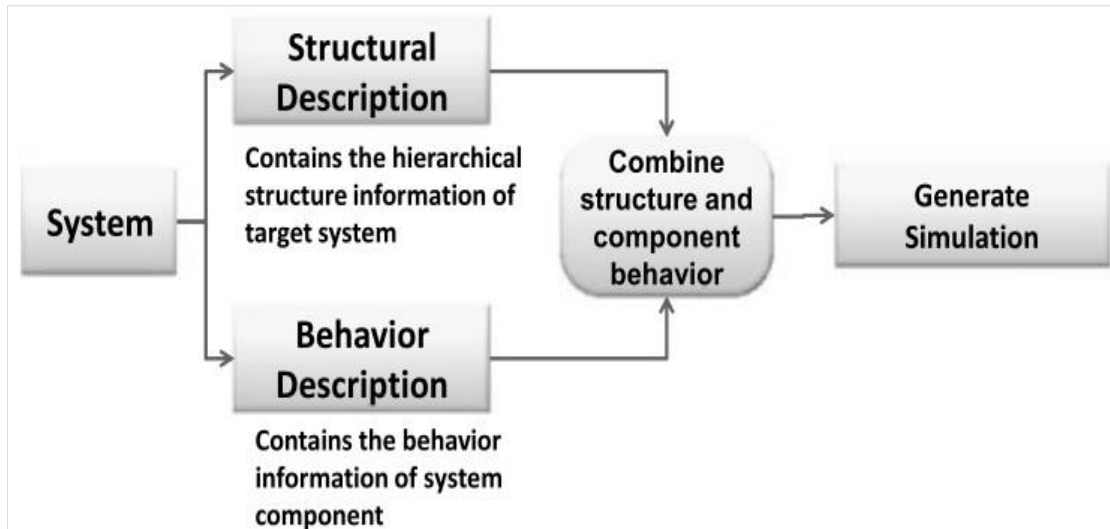 System
Structural
Description
Contains the hierarchical
structure information of
target system
Behavior
Description
Contains the behavior
information of system
component
Combine
structure and
component
behavior
Generate
Simulation